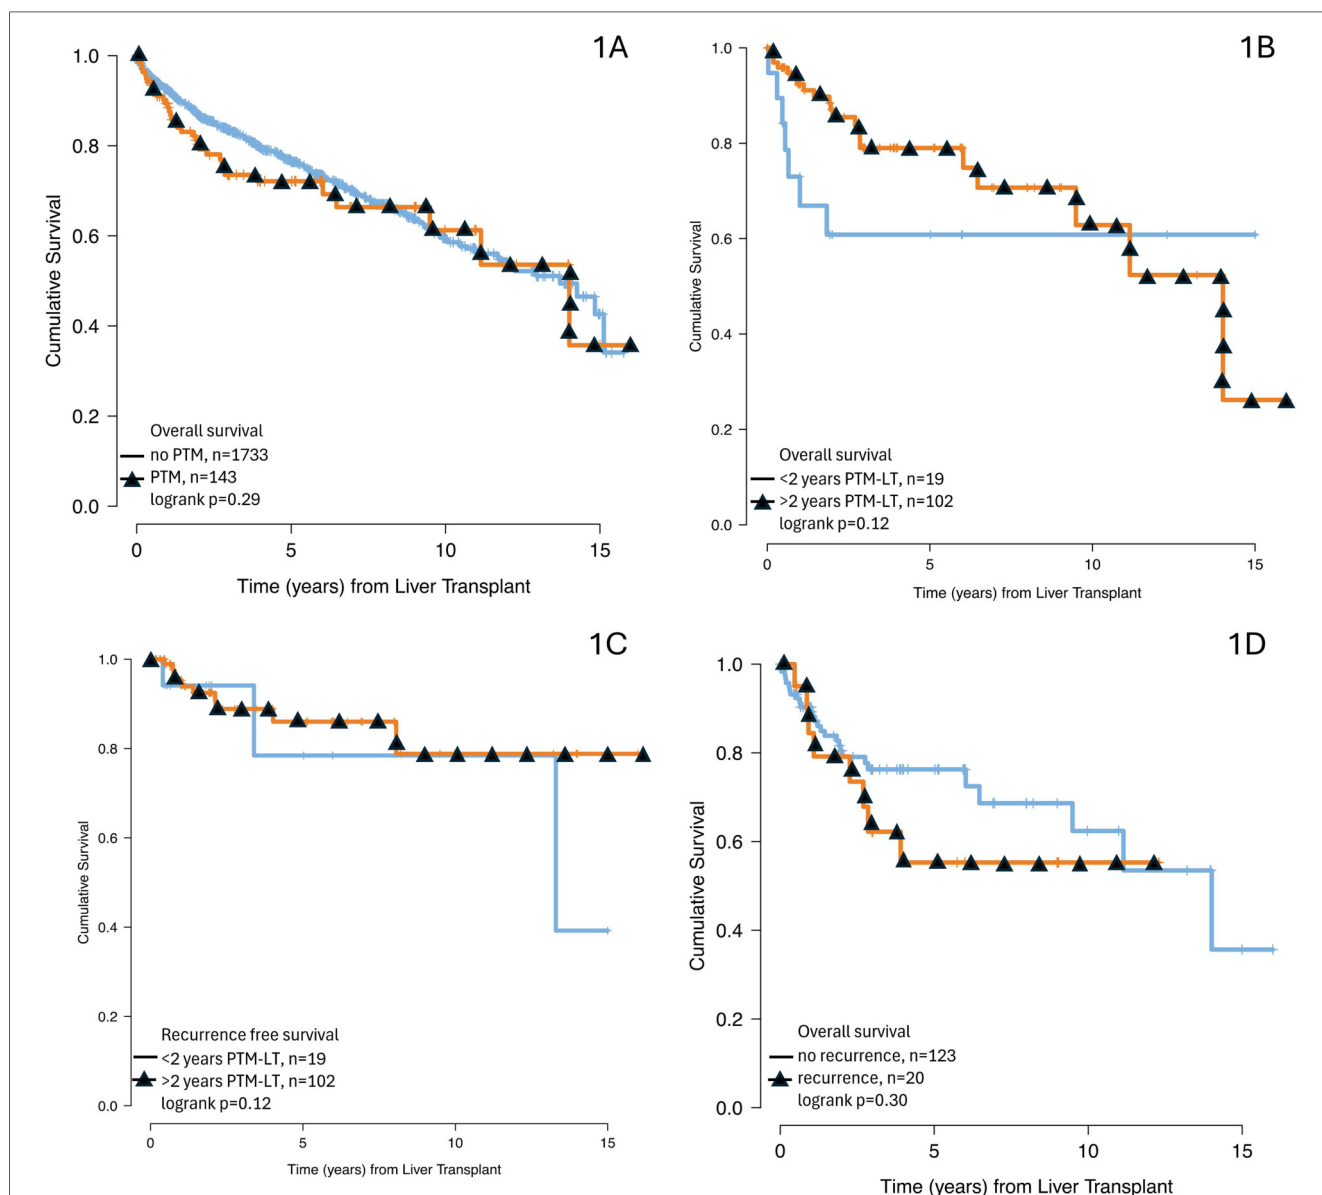 1A
1.0
0.8
0.6
0.4
0.2
0.0
Cumulative Survival
Overall survival
no PTM, n=1733
PTM, n=143
logrank p=0.29
0 5 10 15
Time (years) from Liver Transplant
1B
1.0
0.8
0.6
0.4
0.2
0.0
Cumulative Survival
Overall survival
<2 years PTM-LT, n=19
>2 years PTM-LT, n=102
logrank p=0.12
0 5 10 15
Time (years) from Liver Transplant
1C
1.0
0.8
0.6
0.4
0.2
0.0
Cumulative Survival
Recurrence free survival
<2 years PTM-LT, n=19
>2 years PTM-LT, n=102
logrank p=0.12
0 5 10 15
Time (years) from Liver Transplant
1D
1.0
0.8
0.6
0.4
0.2
0.0
Cumulative Survival
Overall survival
no recurrence, n=123
recurrence, n=20
logrank p=0.30
0 5 10 15
Time (years) from Liver Transplant